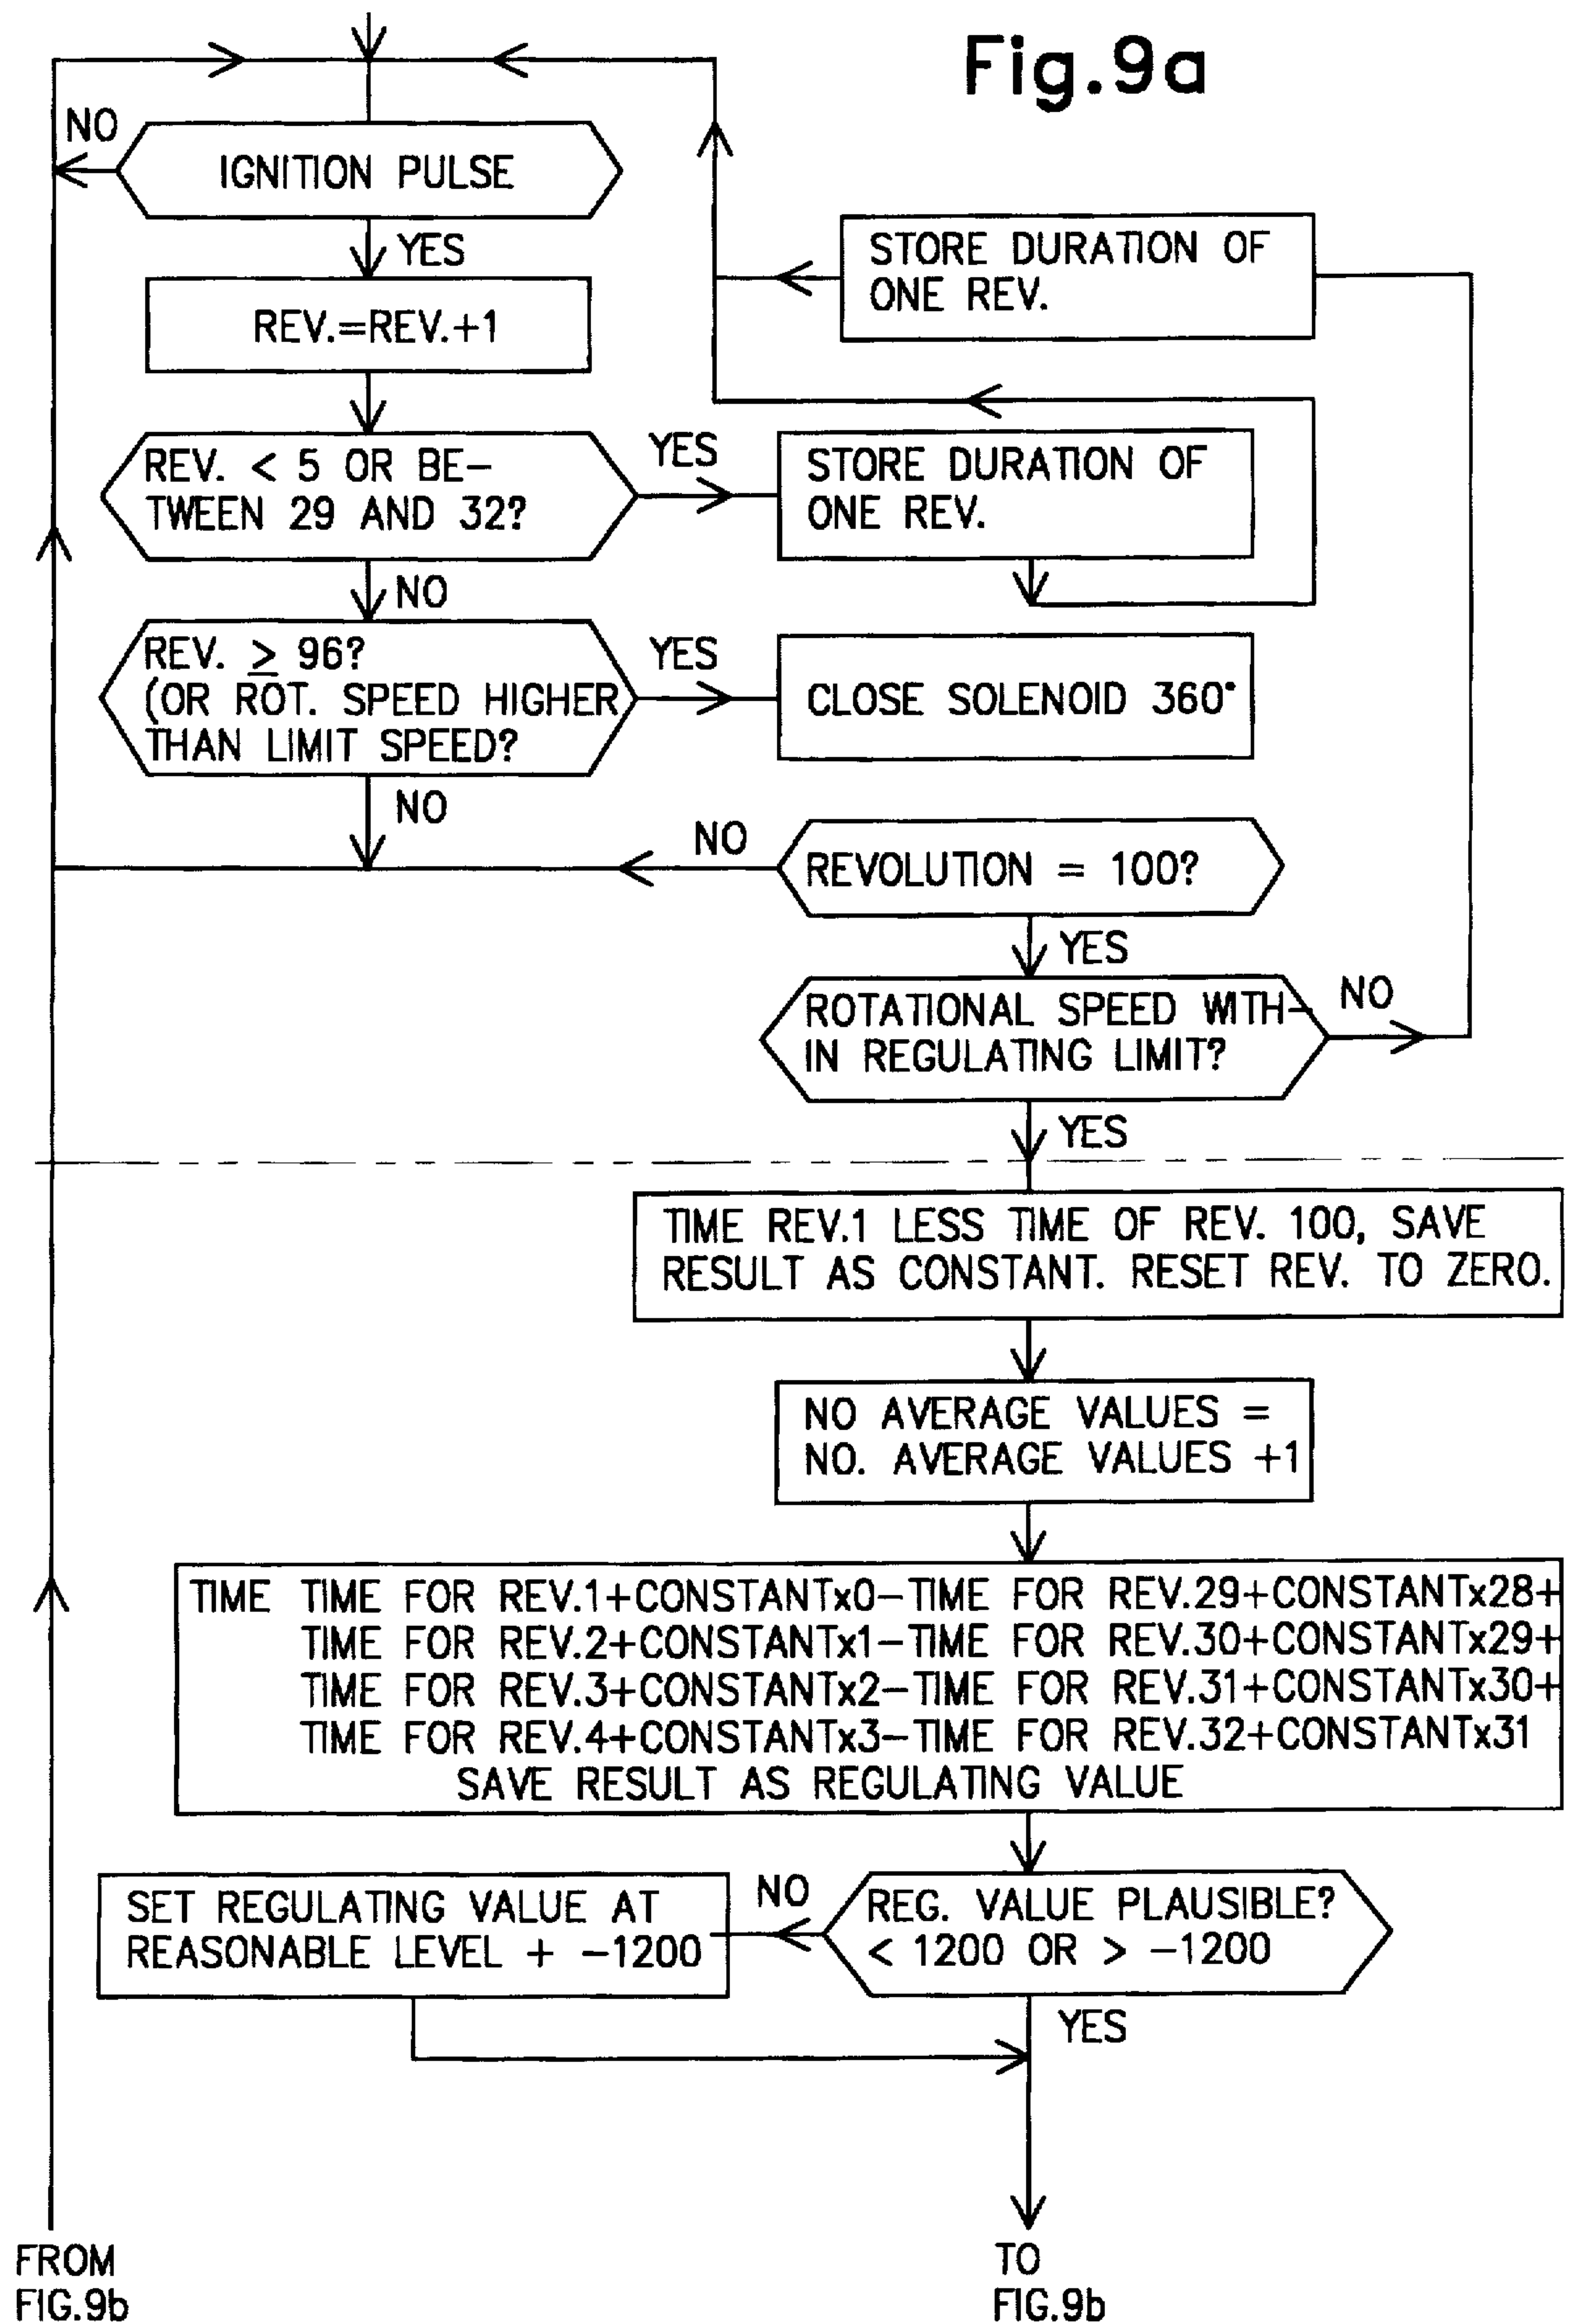 Fig.9a
NO
IGNITION PULSE
YES
STORE DURATION OF
ONE REV.
REV.=REV.+1
REV. < 5 OR BE-
TWEEN 29 AND 32?
YES
STORE DURATION OF
ONE REV.
NO
REV. ≥ 96?
(OR ROT. SPEED HIGHER
THAN LIMIT SPEED?
YES
CLOSE SOLENOID 360°
NO
NO
REVOLUTION = 100?
YES
ROTATIONAL SPEED WITH-
IN REGULATING LIMIT?
NO
YES
TIME REV.1 LESS TIME OF REV. 100, SAVE
RESULT AS CONSTANT. RESET REV. TO ZERO.
NO AVERAGE VALUES =
NO. AVERAGE VALUES +1
TIME TIME FOR REV.1+CONSTANTx0-TIME FOR REV.29+CONSTANTx28+
TIME FOR REV.2+CONSTANTx1-TIME FOR REV.30+CONSTANTx29+
TIME FOR REV.3+CONSTANTx2-TIME FOR REV.31+CONSTANTx30+
TIME FOR REV.4+CONSTANTx3-TIME FOR REV.32+CONSTANTx31
SAVE RESULT AS REGULATING VALUE
SET REGULATING VALUE AT
REASONABLE LEVEL + -1200
NO
REG. VALUE PLAUSIBLE?
< 1200 OR > -1200
YES
FROM
FIG.9b
TO
FIG.9b